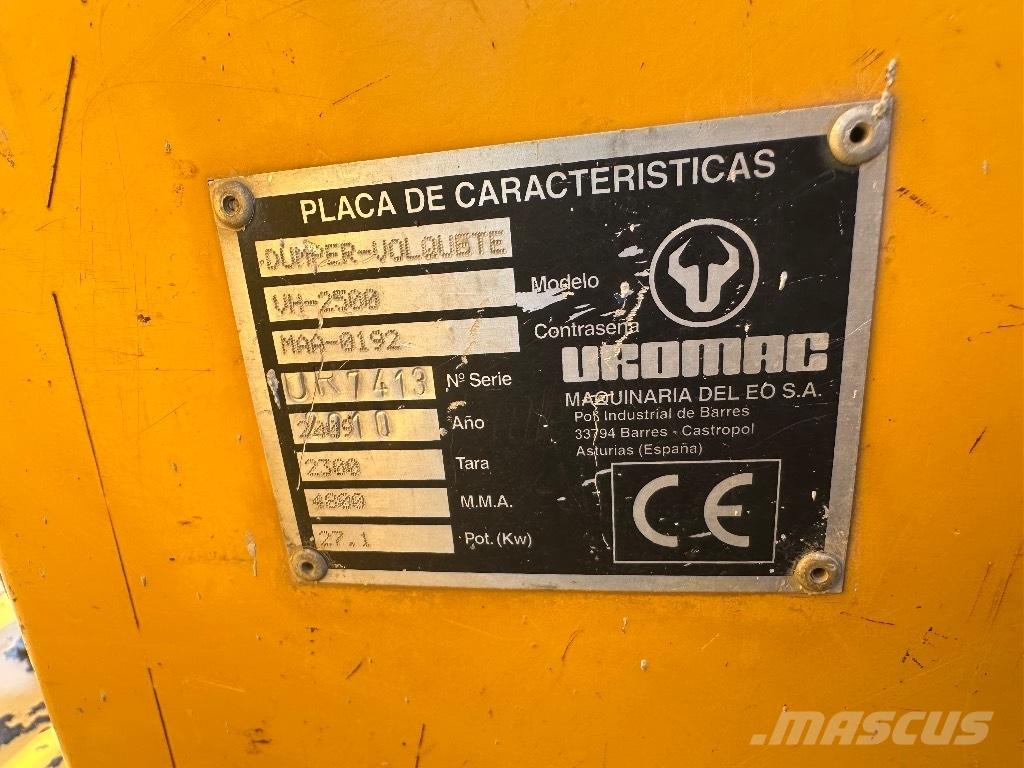 PLACA DE CARACTERISTICAS
DUMPER-VOLQUETE
VH-2500 Modelo
MAA-0192 Contraseña
UR7413 Nº Serie
Año
2300 Tara
4800 M.M.A.
27.1 Pot.(Kw)
UROMAC
MAQUINARIA DEL EO S.A.
Pol. Industrial de Barres
33794 Barres - Castropol
Asturias (España)
CE
MASCUS